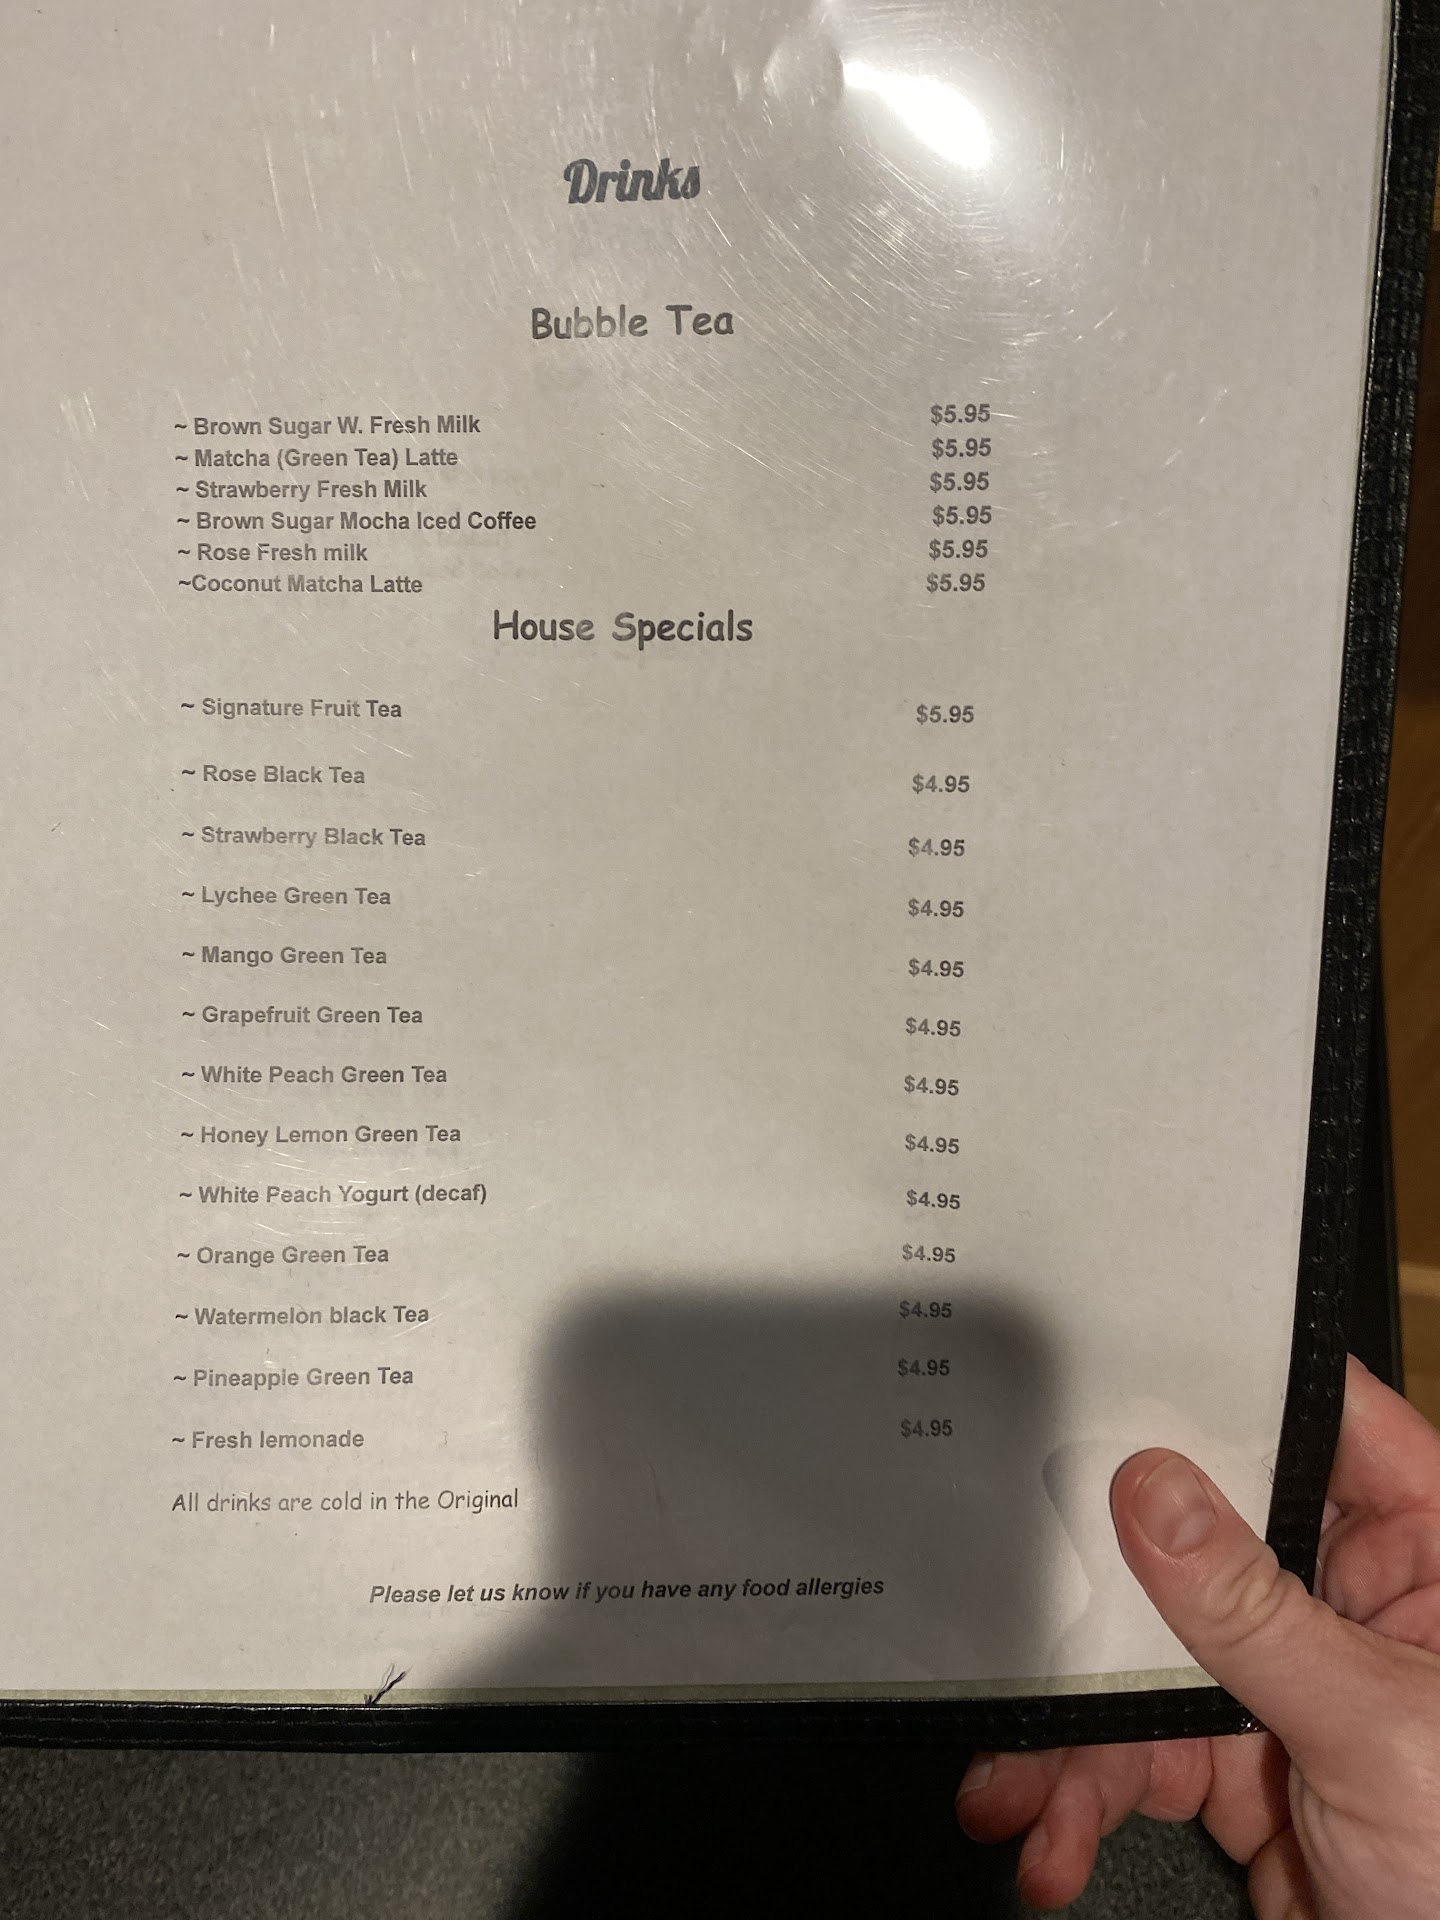 Drinks
Bubble Tea
~ Brown Sugar W. Fresh Milk $5.95
~ Matcha (Green Tea) Latte $5.95
~ Strawberry Fresh Milk $5.95
~ Brown Sugar Mocha Iced Coffee $5.95
~ Rose Fresh milk $5.95
~Coconut Matcha Latte $5.95
House Specials
~ Signature Fruit Tea $5.95
~ Rose Black Tea $4.95
~ Strawberry Black Tea $4.95
~ Lychee Green Tea $4.95
~ Mango Green Tea $4.95
~ Grapefruit Green Tea $4.95
~ White Peach Green Tea $4.95
~ Honey Lemon Green Tea $4.95
~ White Peach Yogurt (decaf) $4.95
~ Orange Green Tea $4.95
~ Watermelon black Tea $4.95
~ Pineapple Green Tea $4.95
~ Fresh lemonade $4.95
All drinks are cold in the Original
Please let us know if you have any food allergies